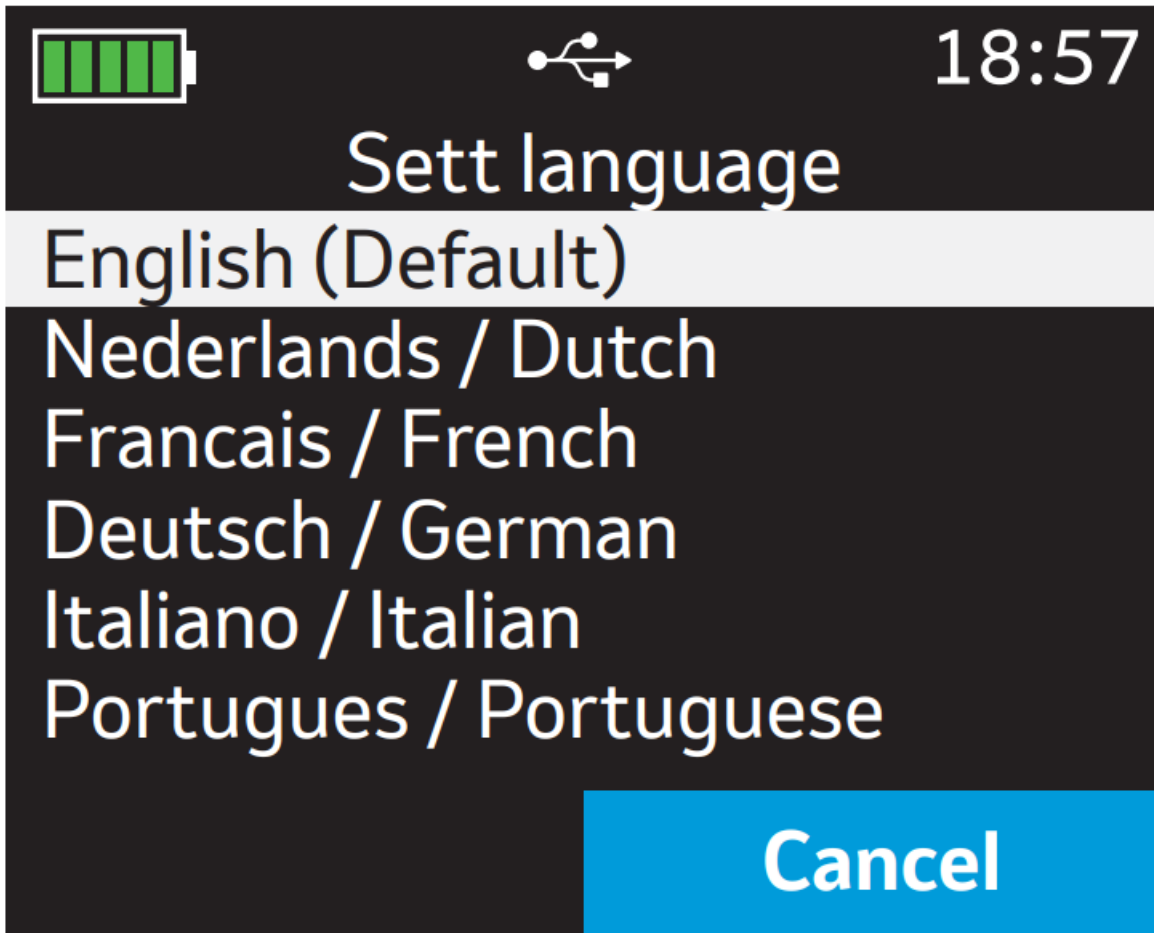 18:57
Sett language
English (Default)
Nederlands / Dutch
Francais / French
Deutsch / German
Italiano / Italian
Portugues / Portuguese
Cancel